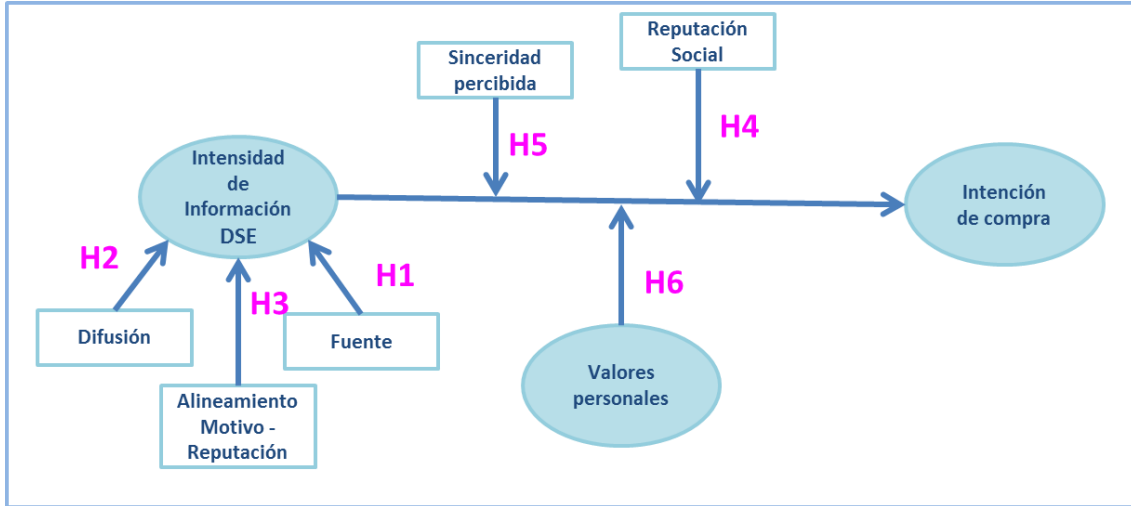 Reputación
Social
Sinceridad
percibida
H4
H5
Intensidad
de
Información
DSE
Intención
de compra
H2
H1
H3
H6
Difusión
Fuente
Valores
personales
Alineamiento
Motivo -
Reputación